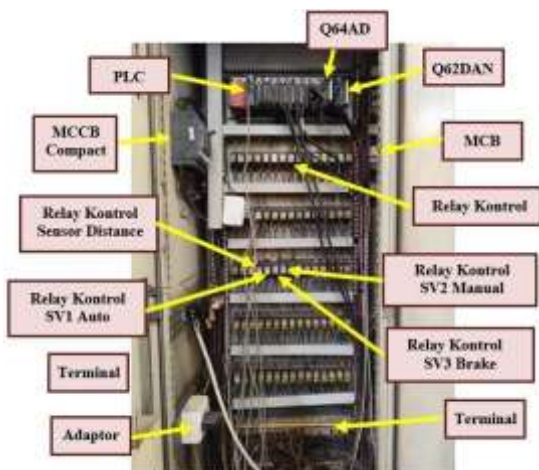 Q64AD
PLC
Q62DAN
MCCB
Compact
MCB
Relay Kontrol
Relay Kontrol
Sensor Distance
Relay Kontrol
SV2 Manual
Relay Kontrol
SV1 Auto
Relay Kontrol
SV3 Brake
Terminal
Terminal
Adaptor